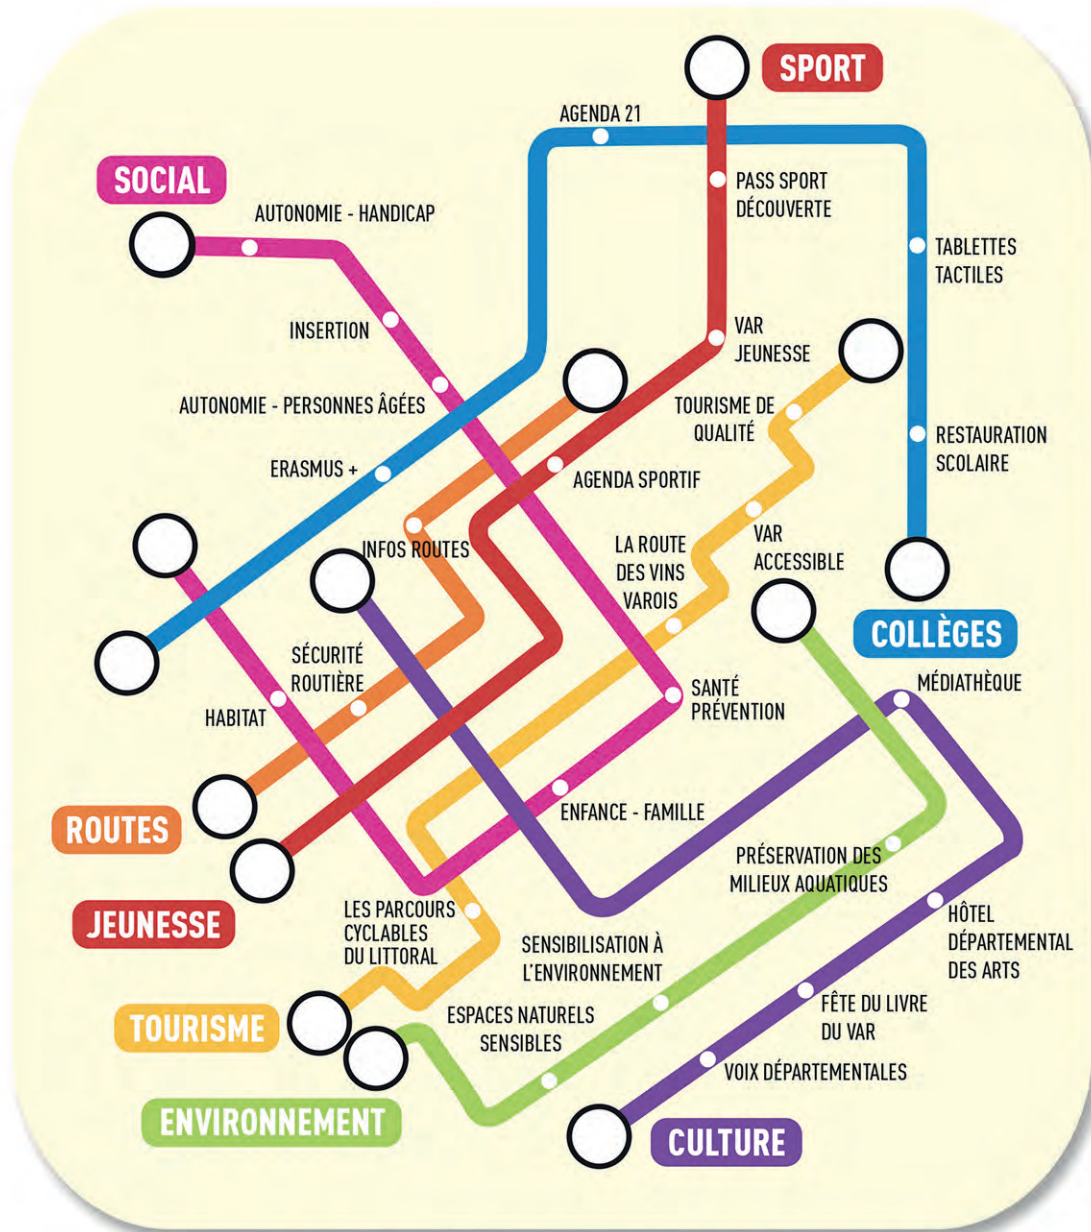 SPORT
AGENDA 21
SOCIAL
PASS SPORT
DÉCOUVERTE
AUTONOMIE - HANDICAP
TABLETTES
TACTILES
INSERTION
VAR
JEUNESSE
AUTONOMIE - PERSONNES ÂGÉES
TOURISME DE
QUALITÉ
RESTAURATION
SCOLAIRE
ERASMUS +
AGENDA SPORTIF
INFOS ROUTES
LA ROUTE
DES VINS
VAROIS
VAR
ACCESSIBLE
COLLÈGES
SÉCURITÉ
ROUTIÈRE
HABITAT
SANTÉ
PRÉVENTION
MÉDIATHÈQUE
ROUTES
ENFANCE - FAMILLE
PRÉSERVATION DES
MILIEUX AQUATIQUES
JEUNESSE
LES PARCOURS
CYCLABLES
DU LITTORAL
SENSIBILISATION À
L'ENVIRONNEMENT
HÔTEL
DÉPARTEMENTAL
DES ARTS
TOURISME
ESPACES NATURELS
SENSIBLES
FÊTE DU LIVRE
DU VAR
VOIX DÉPARTEMENTALES
ENVIRONNEMENT
CULTURE